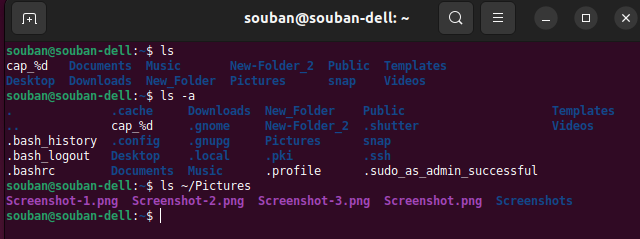 souban@souban-dell: ~
souban@souban-dell:~$ ls
cap_%d Documents Music New-Folder_2 Public Templates
Desktop Downloads New_Folder Pictures snap Videos
souban@souban-dell:~$ ls -a
. .cache Downloads New_Folder Public Templates
.. cap_%d .gnome New-Folder_2 .shutter Videos
.bash_history .config .gnupg Pictures snap
.bash_logout Desktop .local .pki .ssh
.bashrc Documents Music .profile .sudo_as_admin_successful
souban@souban-dell:~$ ls ~/Pictures
Screenshot-1.png Screenshot-2.png Screenshot-3.png Screenshot.png Screenshots
souban@souban-dell:~$